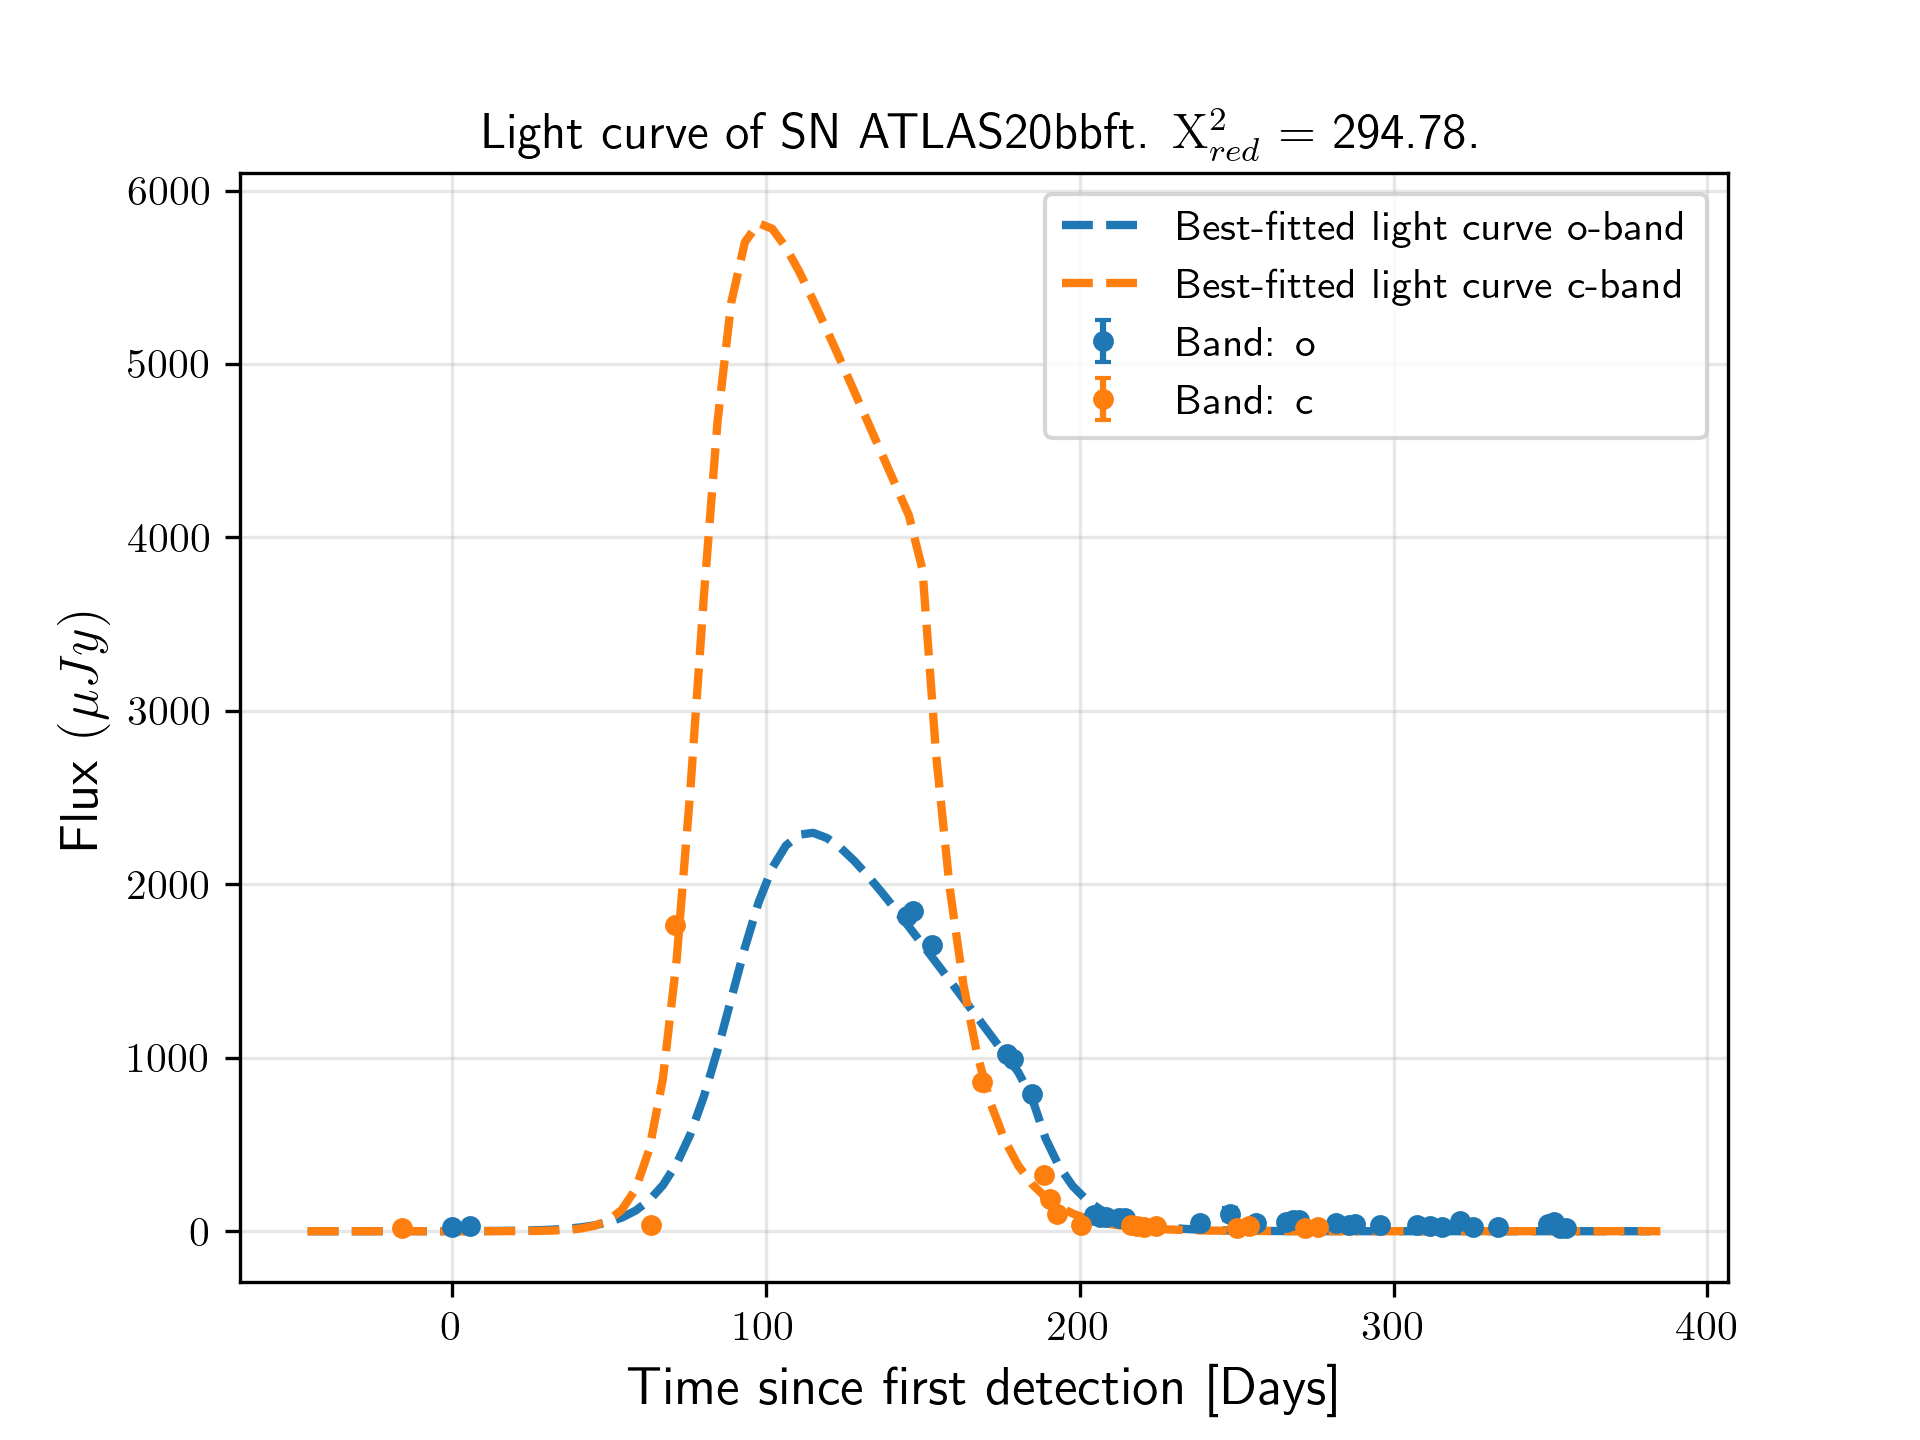 Light curve of SN ATLAS20bbft. X²_red = 294.78.
6000
5000
4000
3000
2000
1000
0
Flux (μJy)
Best-fitted light curve o-band
Best-fitted light curve c-band
Band: o
Band: c
0 100 200 300 400
Time since first detection [Days]